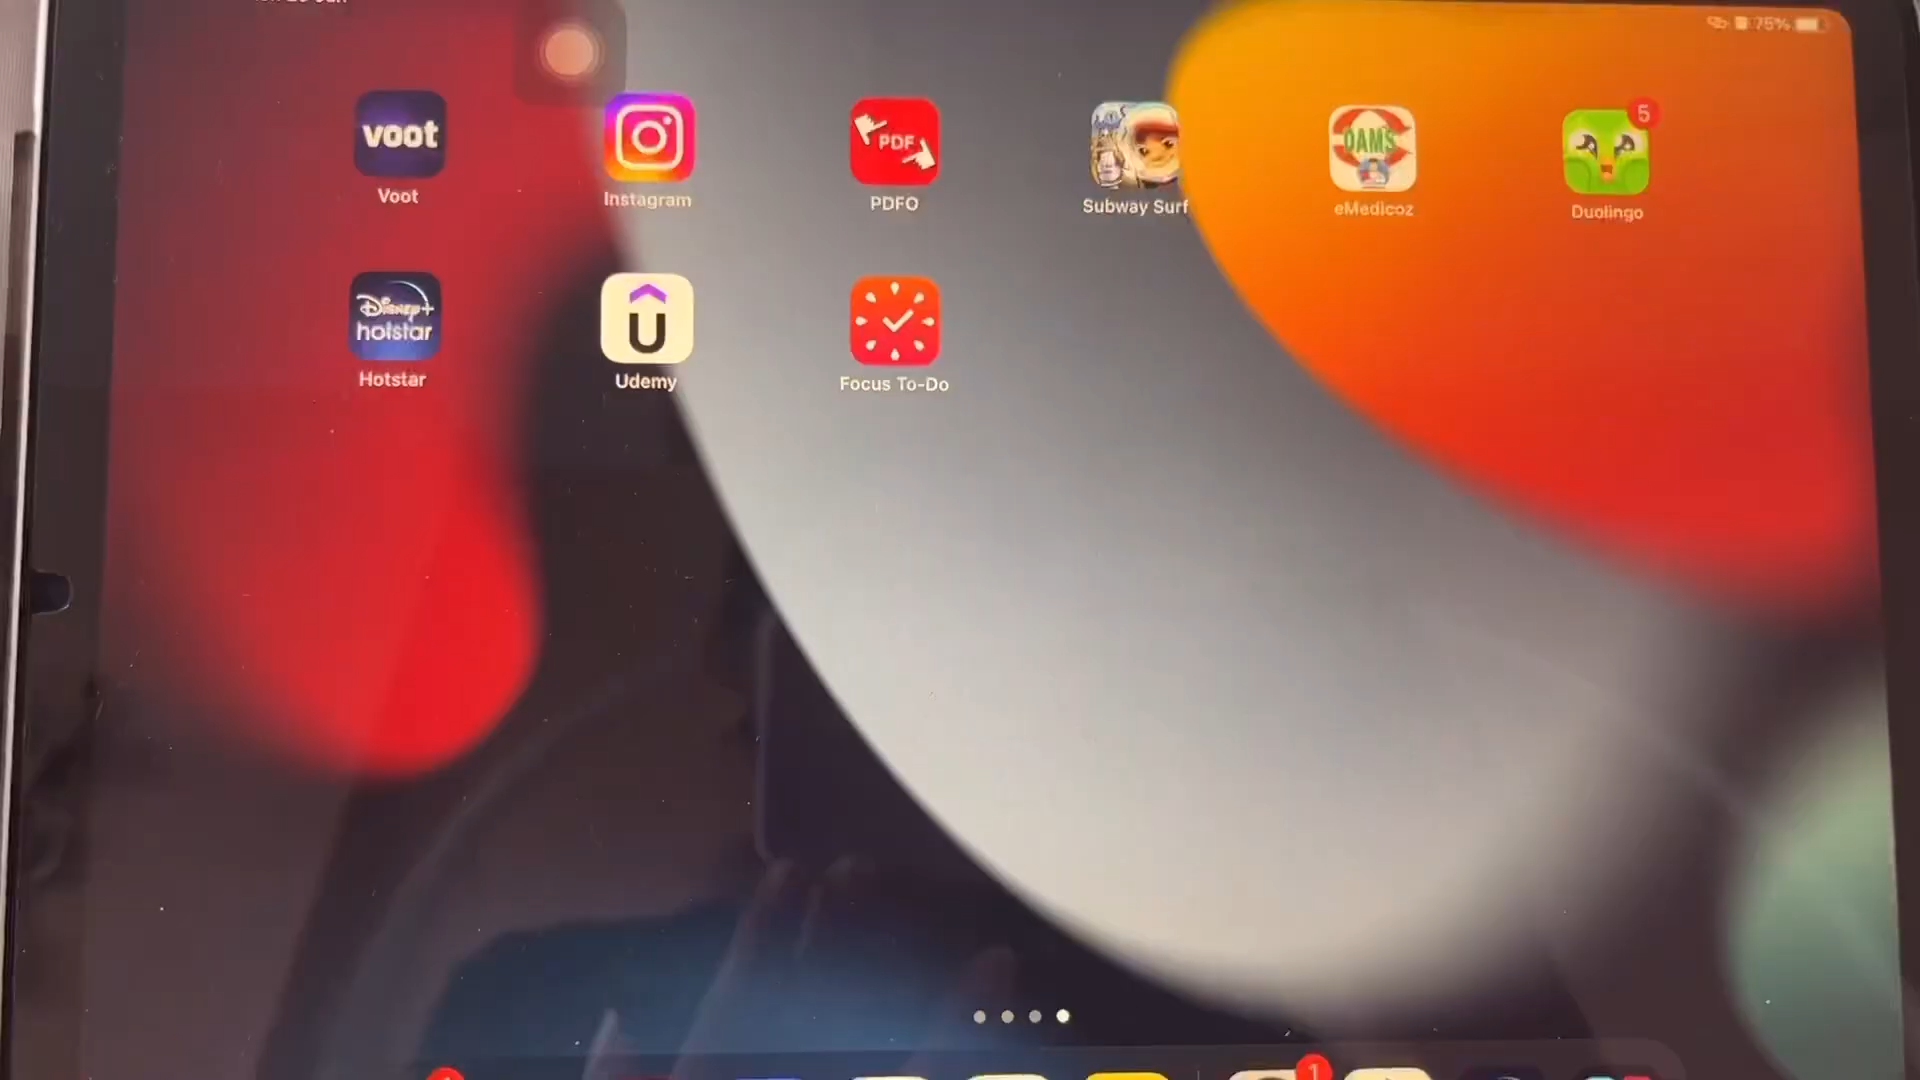 75%
voot
PDF
DAMS
5
Voot
Instagram
PDFO
Subway Surf
eMedicoz
Duolingo
Disney+
hotstar
U
Hotstar
Udemy
Focus To-Do
1